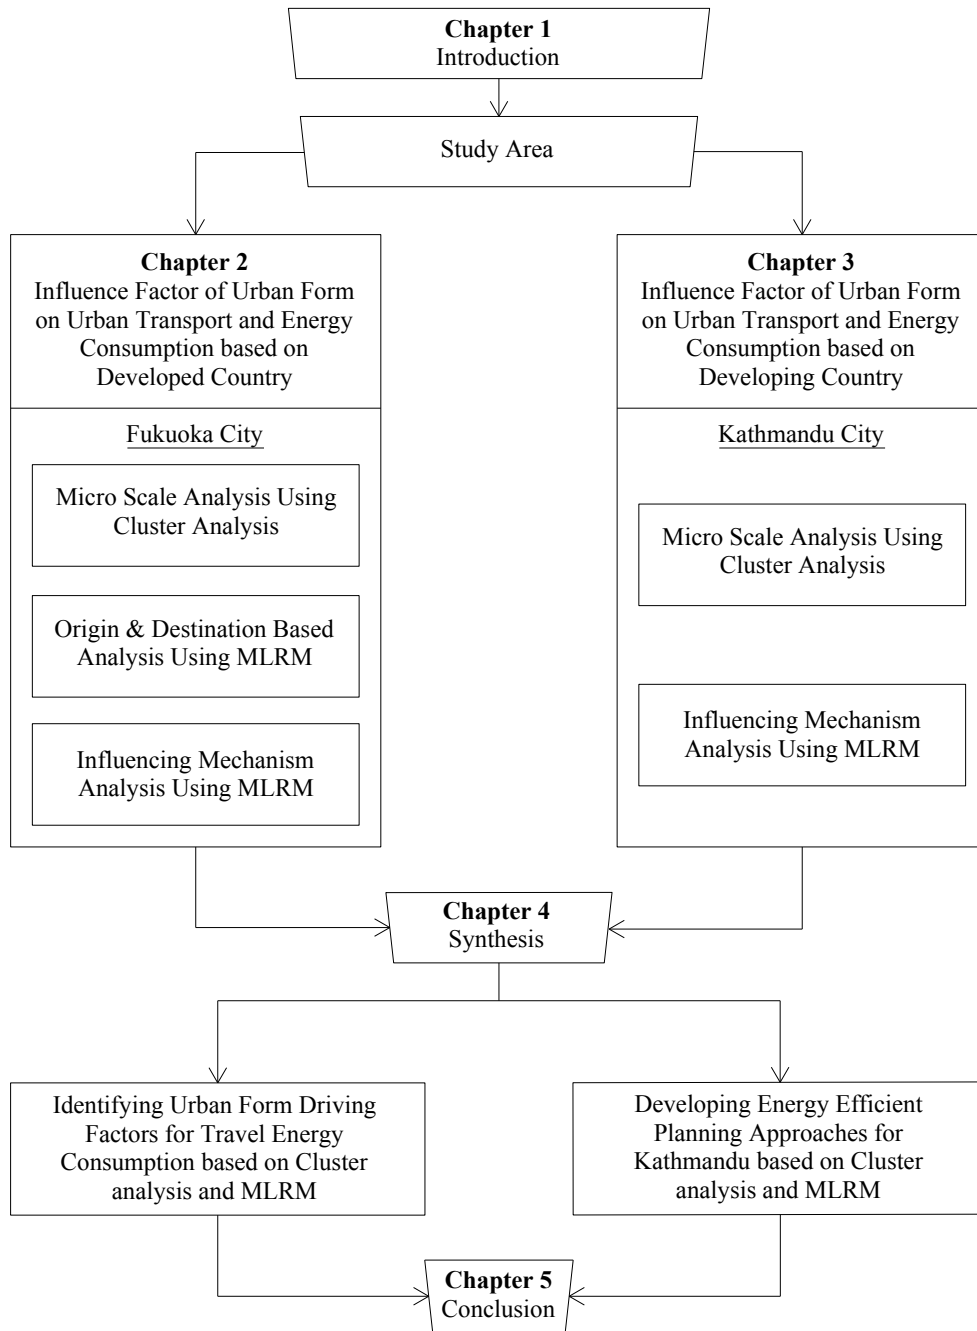 Chapter 1
Introduction
Study Area
Chapter 2
Influence Factor of Urban Form
on Urban Transport and Energy
Consumption based on
Developed Country
Fukuoka City
Micro Scale Analysis Using
Cluster Analysis
Origin & Destination Based
Analysis Using MLRM
Influencing Mechanism
Analysis Using MLRM
Chapter 3
Influence Factor of Urban Form
on Urban Transport and Energy
Consumption based on
Developing Country
Kathmandu City
Micro Scale Analysis Using
Cluster Analysis
Influencing Mechanism
Analysis Using MLRM
Chapter 4
Synthesis
Identifying Urban Form Driving
Factors for Travel Energy
Consumption based on Cluster
analysis and MLRM
Developing Energy Efficient
Planning Approaches for
Kathmandu based on Cluster
analysis and MLRM
Chapter 5
Conclusion